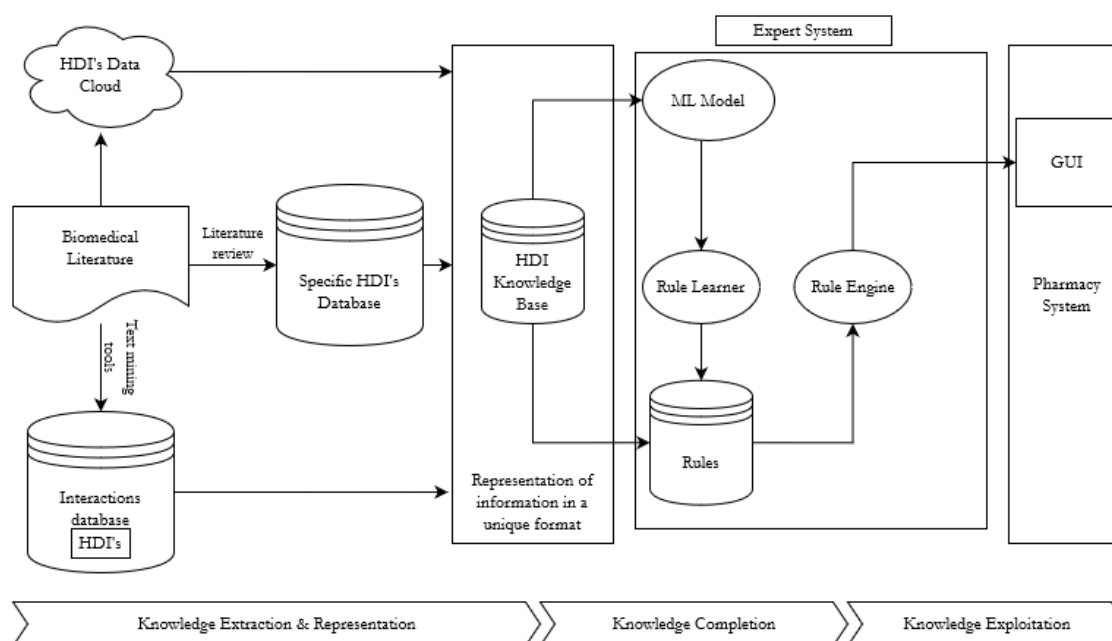 Expert System
HDI's Data
Cloud
ML Model
GUI
Biomedical
Literature
Literature
review
Specific HDI's
Database
HDI
Knowledge
Base
Rule Learner
Rule Engine
Pharmacy
System
Text mining
tools
Interactions
database
HDI's
Representation of
information in a
unique format
Rules
Knowledge Extraction & Representation
Knowledge Completion
Knowledge Exploitation